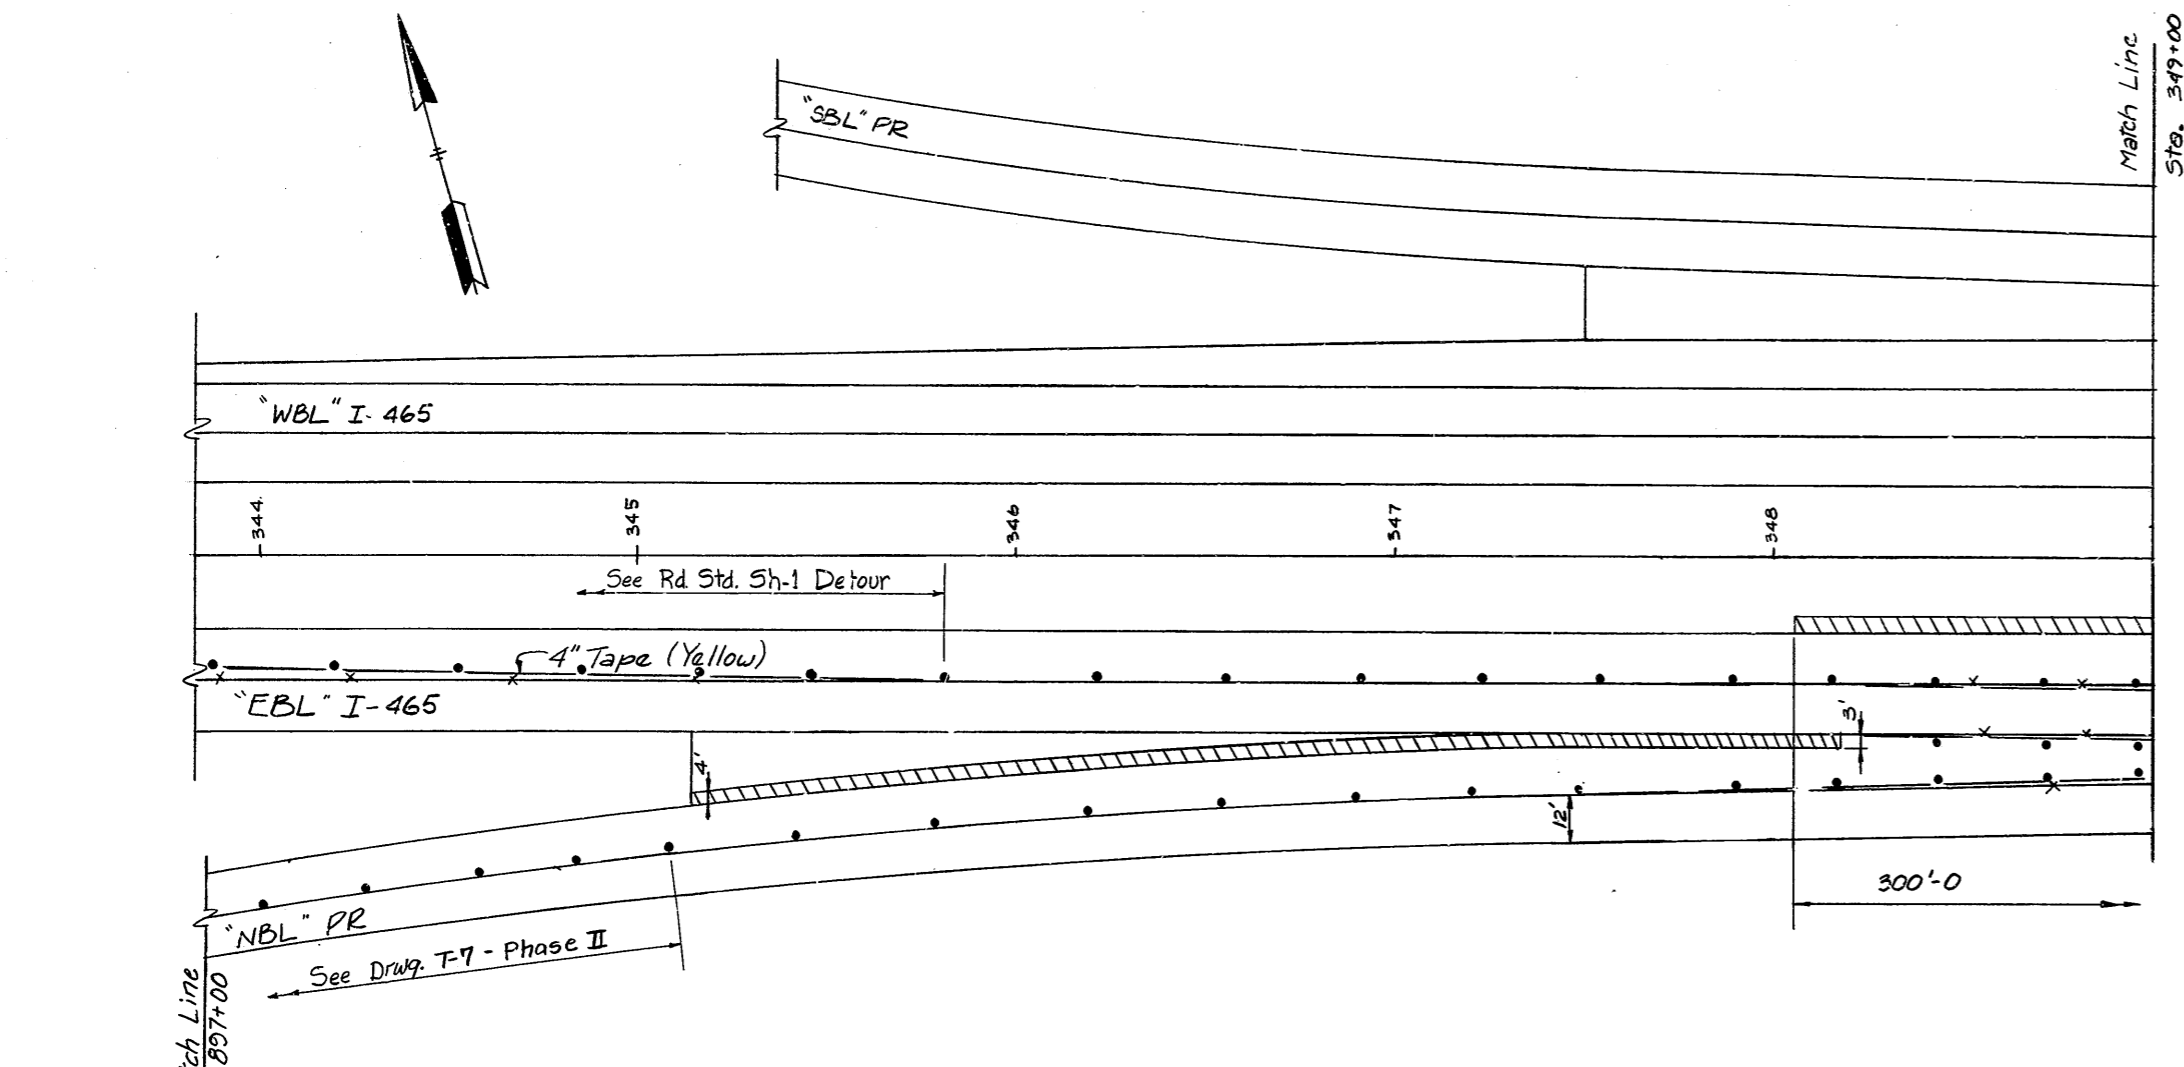 Match Line
Sta. 349+00
"SBL" PR
"WBL" I-465
344
345
346
347
348
See Rd. Std. Sh-1 Detour
4" Tape (Yellow)
"EBL" I-465
3'
4'
12'
300'-0
"NBL" PR
See Drwg. T-7 - Phase II
ch Line
897+00